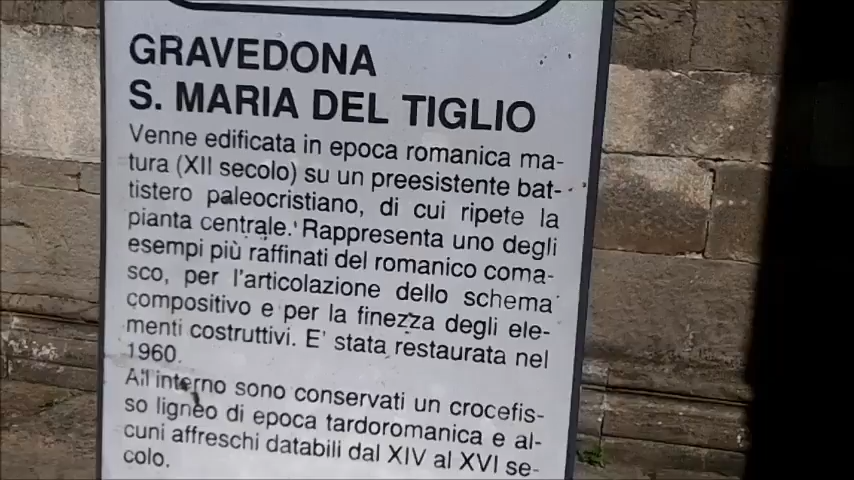 GRAVEDONA
S. MARIA DEL TIGLIO
Venne edificata in epoca romanica ma-
tura (XII secolo) su un preesistente bat-
tistero paleocristiano, di cui ripete la
pianta centrale. Rappresenta uno degli
esempi più raffinati del romanico coma-
sco, per l'articolazione dello schema
compositivo e per la finezza degli ele-
menti costruttivi. E' stata restaurata nel
1960.
All'interno sono conservati un crocefis-
so ligneo di epoca tardoromanica e al-
cuni affreschi databili dal XIV al XVI se-
colo.